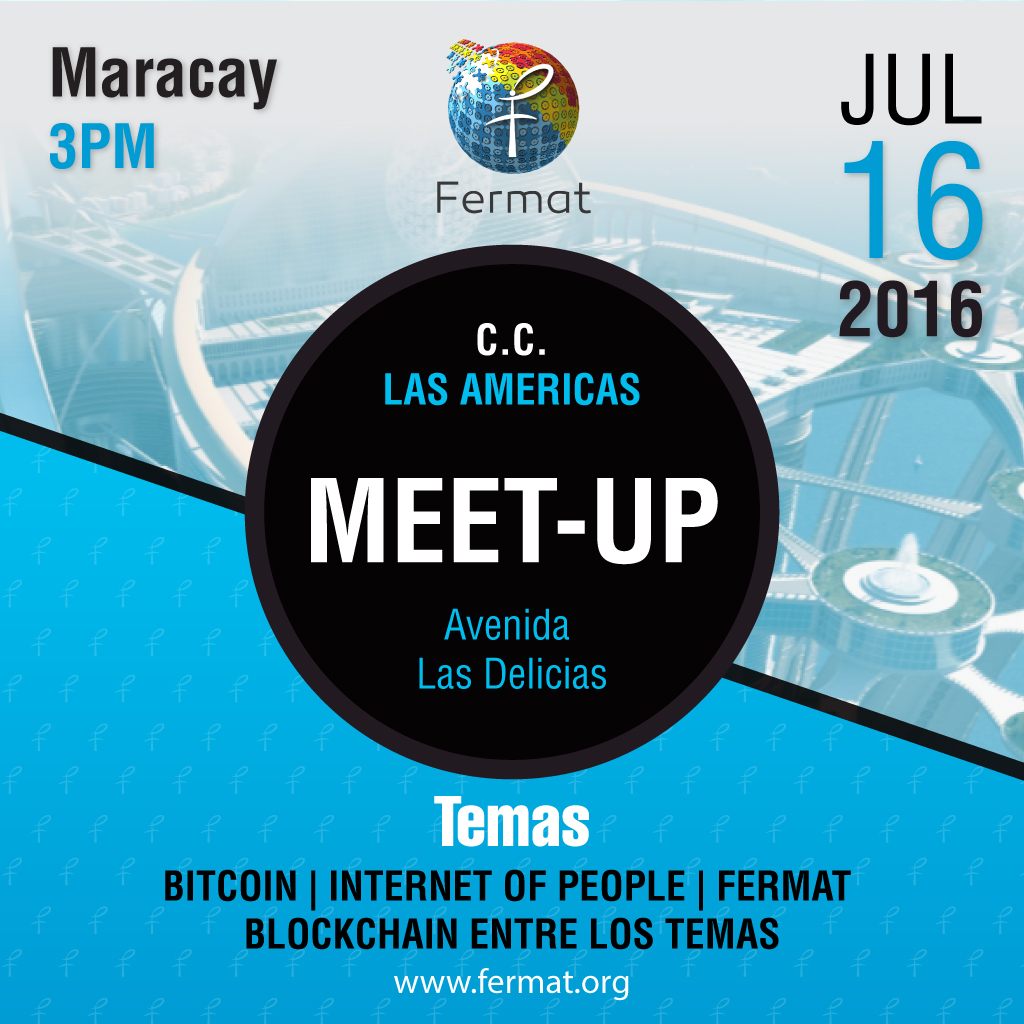 Maracay
3PM
Fermat
JUL
16
2016
C.C.
LAS AMERICAS
MEET-UP
Avenida
Las Delicias
Temas
BITCOIN | INTERNET OF PEOPLE | FERMAT
BLOCKCHAIN ENTRE LOS TEMAS
www.fermat.org